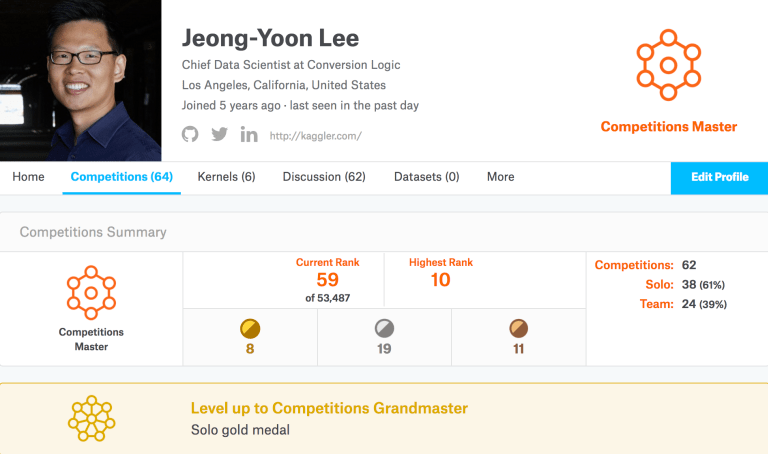 Jeong-Yoon Lee
Chief Data Scientist at Conversion Logic
Los Angeles, California, United States
Joined 5 years ago · last seen in the past day
http://kaggler.com/
Competitions Master
Home Competitions (64) Kernels (6) Discussion (62) Datasets (0) More Edit Profile
Competitions Summary
Competitions
Master
Current Rank
59
of 53,487
Highest Rank
10
8 19 11
Competitions: 62
Solo: 38 (61%)
Team: 24 (39%)
Level up to Competitions Grandmaster
Solo gold medal